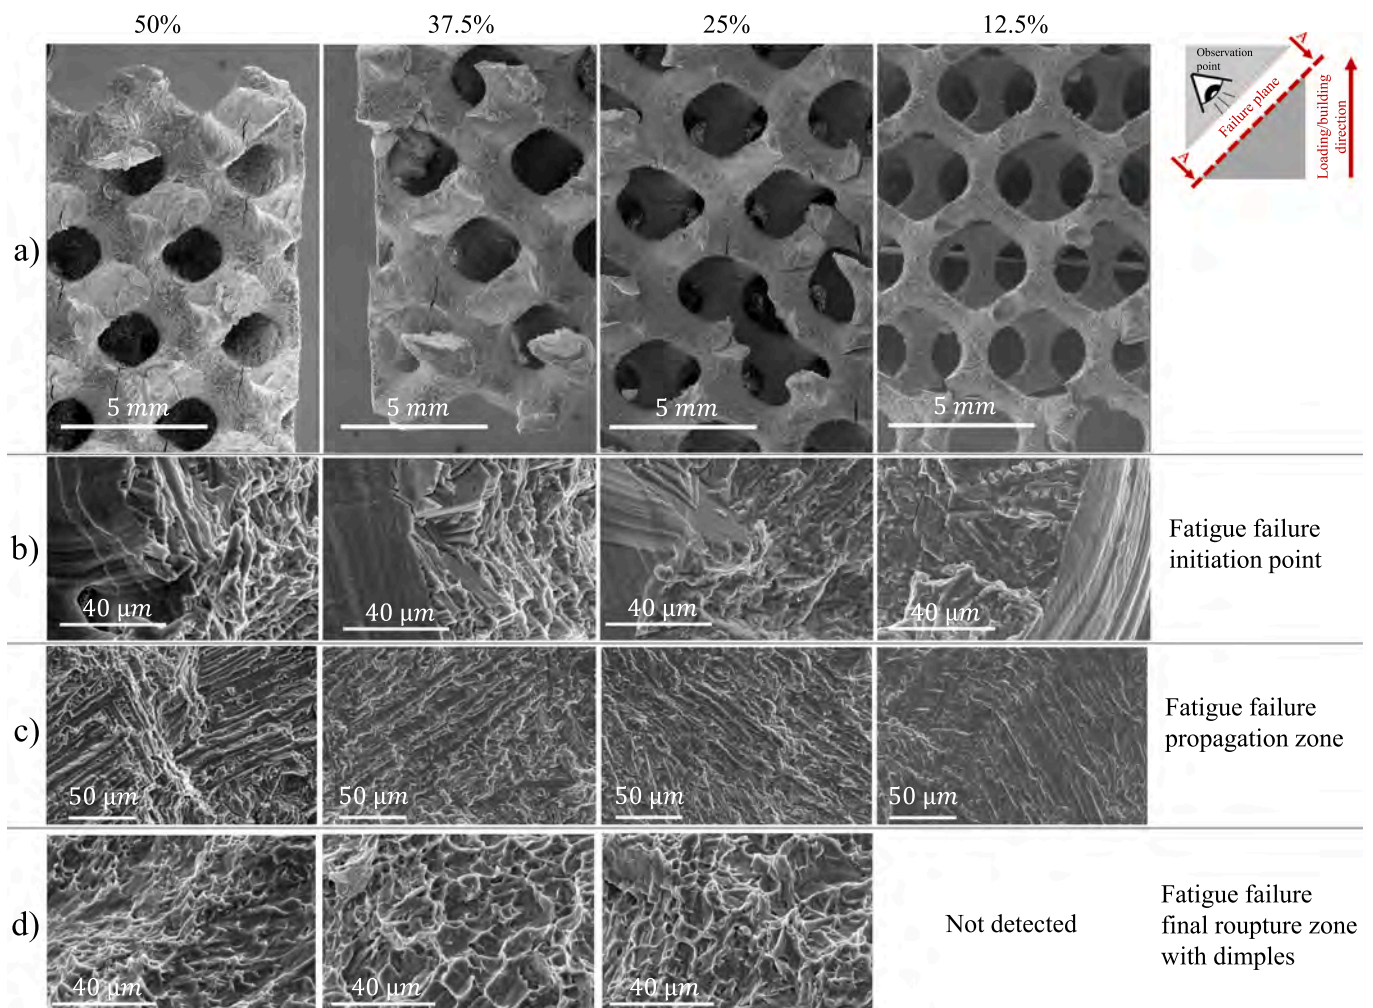 50%
37.5%
25%
12.5%
Observation
point
A
Failure plane
A
Loading/building
direction
a)
5 mm
5 mm
5 mm
5 mm
b)
40 μm
40 μm
40 μm
40 μm
Fatigue failure
initiation point
c)
50 μm
50 μm
50 μm
50 μm
Fatigue failure
propagation zone
d)
40 μm
40 μm
40 μm
Not detected
Fatigue failure
final roupture zone
with dimples